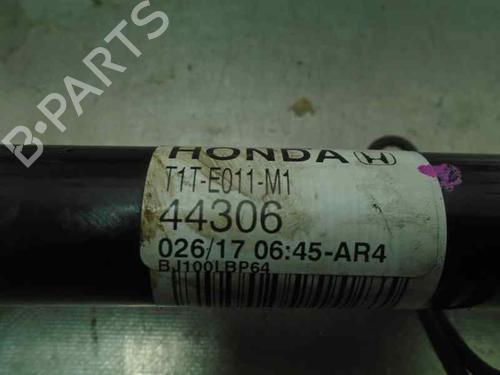 B-PARTS
HONDA
T1T-E011-M1
44306
026/17 06:45-AR4
BJ100LBP64